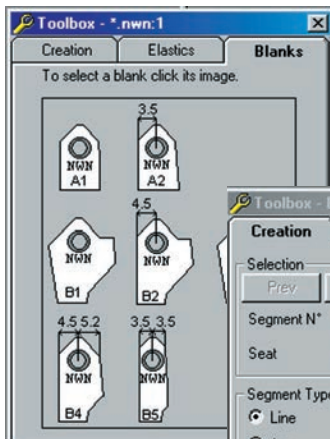 Toolbox - *.nwn:1
Creation Elastics Blanks
To select a blank click its image.
3.5
NWN NWN
A1 A2
4.5
Toolbox -
Creation
NWN NWN
B1 B2
Selection
Prev
4.5 5.2 3.5 3.5
Segment N°
Seat
NWN NWN
B4 B5
Segment Type
Line